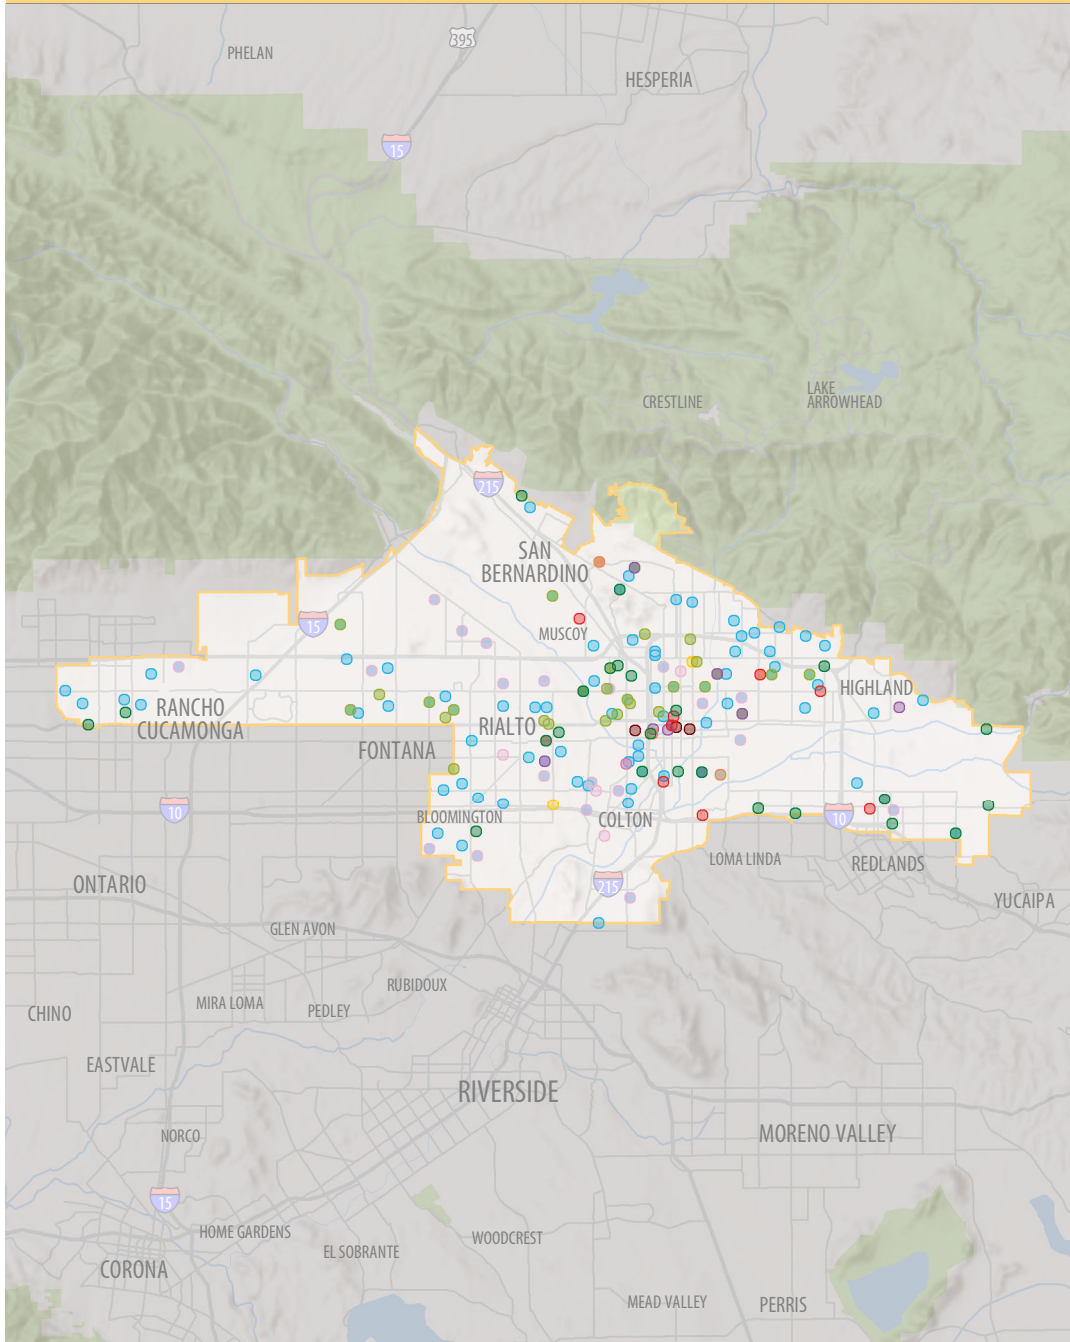 395
PHELAN
HESPERIA
15
LAKE
ARROWHEAD
CRESTLINE
215
SAN
BERNARDINO
15
MUSCOY
HIGHLAND
RANCHO
CUCAMONGA
RIALTO
FONTANA
10
BLOOMINGTON
COLTON
10
LOMA LINDA
REDLANDS
ONTARIO
215
YUCAIPA
GLEN AVON
RUBIDOUX
MIRA LOMA
PEDLEY
CHINO
EASTVALE
RIVERSIDE
NORCO
MORENO VALLEY
15
HOME GARDENS
WOODCREST
EL SOBRANTE
CORONA
MEAD VALLEY
PERRIS